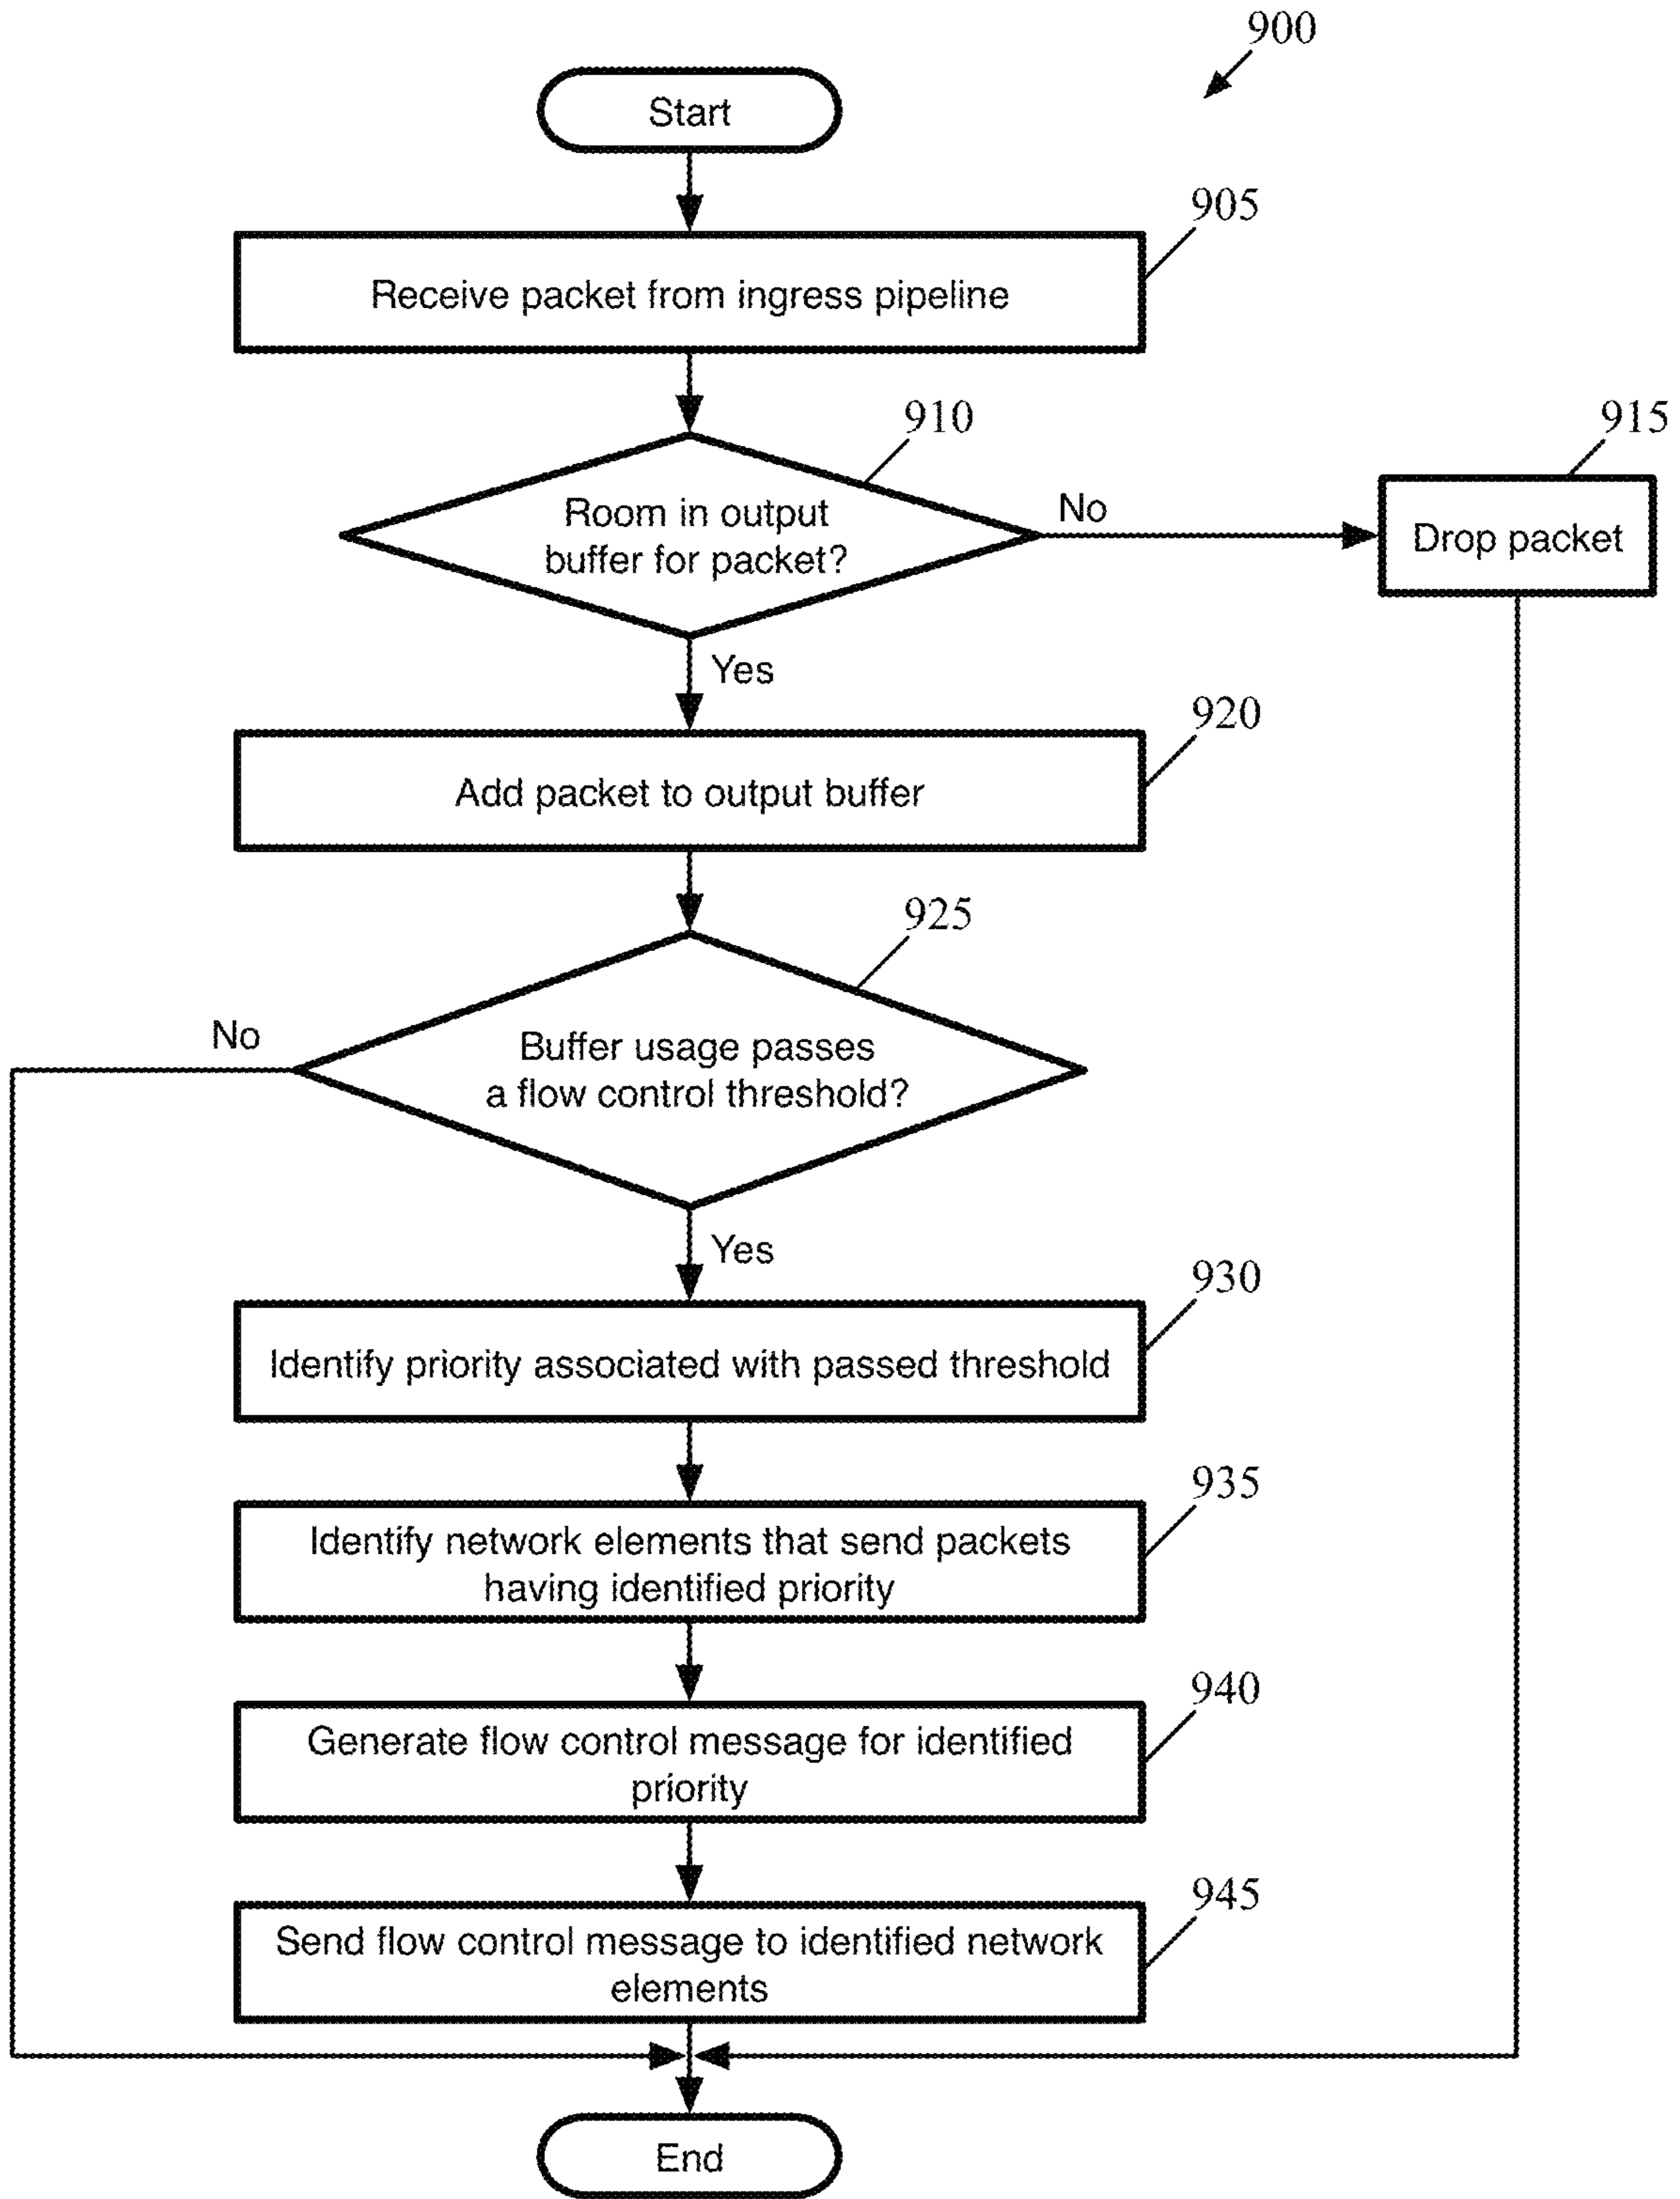 900
Start
905
Receive packet from ingress pipeline
910
915
Room in output
buffer for packet?
No
Drop packet
Yes
920
Add packet to output buffer
925
No
Buffer usage passes
a flow control threshold?
Yes
930
Identify priority associated with passed threshold
935
Identify network elements that send packets
having identified priority
940
Generate flow control message for identified
priority
945
Send flow control message to identified network
elements
End